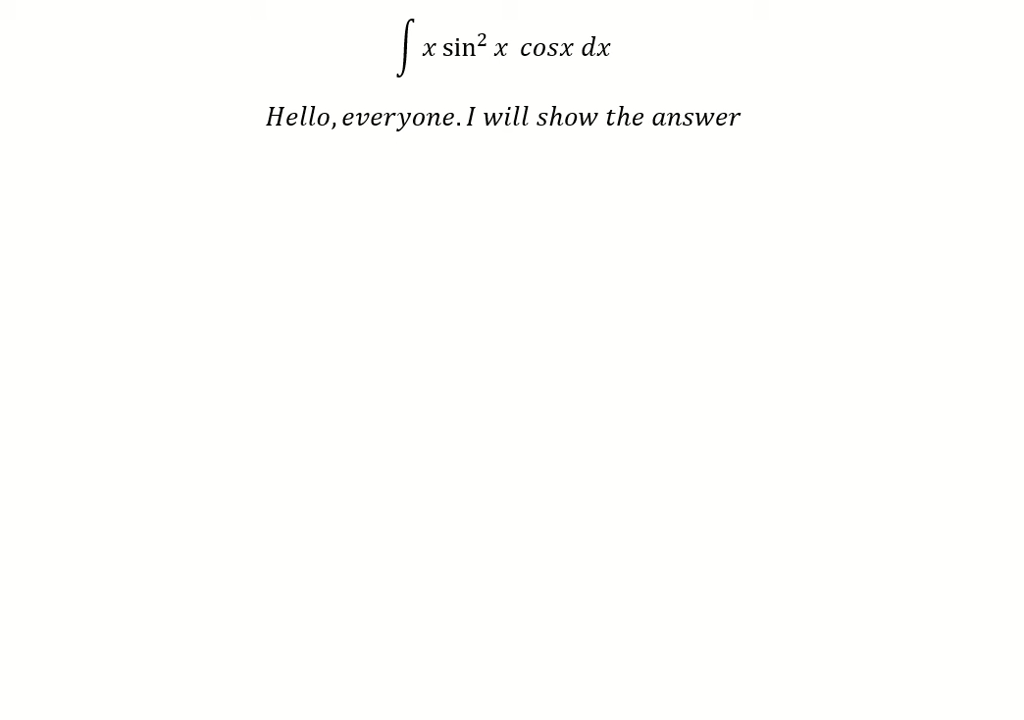 ∫ x sin² x cosx dx
Hello, everyone. I will show the answer